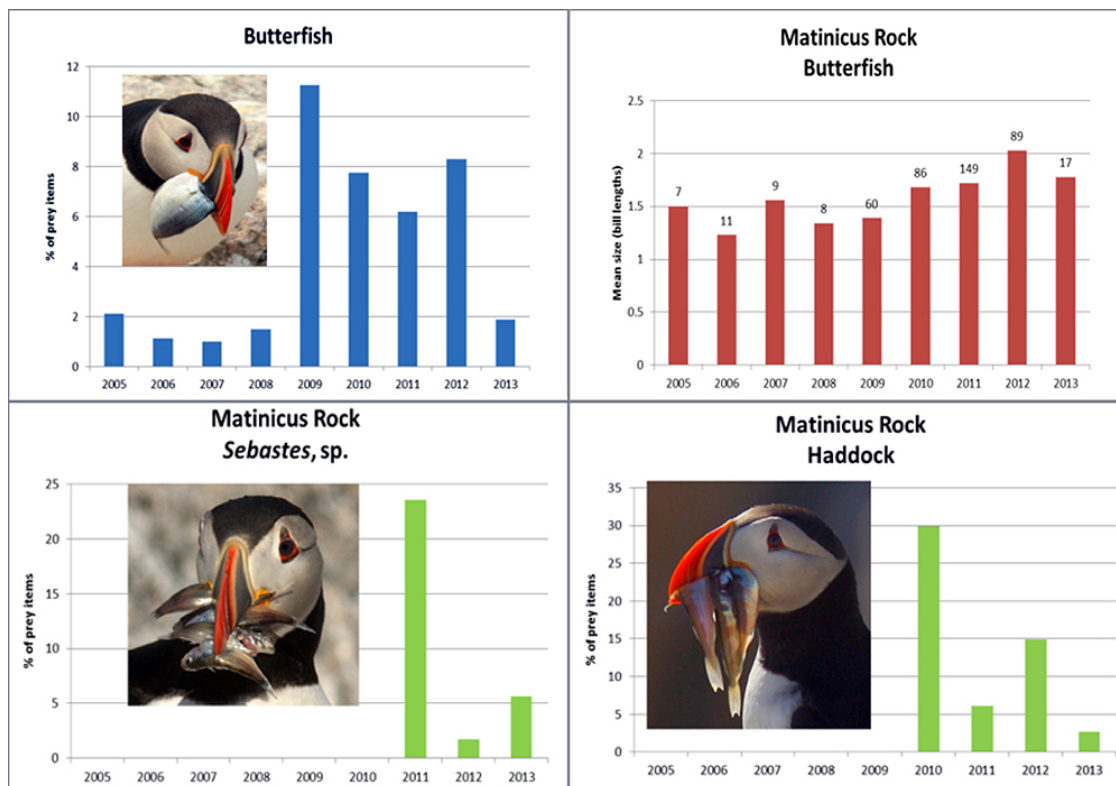 Butterfish
12
10
8
6
4
2
0
% of prey items
2005 2006 2007 2008 2009 2010 2011 2012 2013
Matinicus Rock
Butterfish
2.5
2
1.5
1
0.5
0
Mean size (bill lengths)
7 11 9 8 60 86 149 89 17
2005 2006 2007 2008 2009 2010 2011 2012 2013
Matinicus Rock
Sebastes, sp.
25
20
15
10
5
0
% of prey items
2005 2006 2007 2008 2009 2010 2011 2012 2013
Matinicus Rock
Haddock
35
30
25
20
15
10
5
0
% of prey items
2005 2006 2007 2008 2009 2010 2011 2012 2013